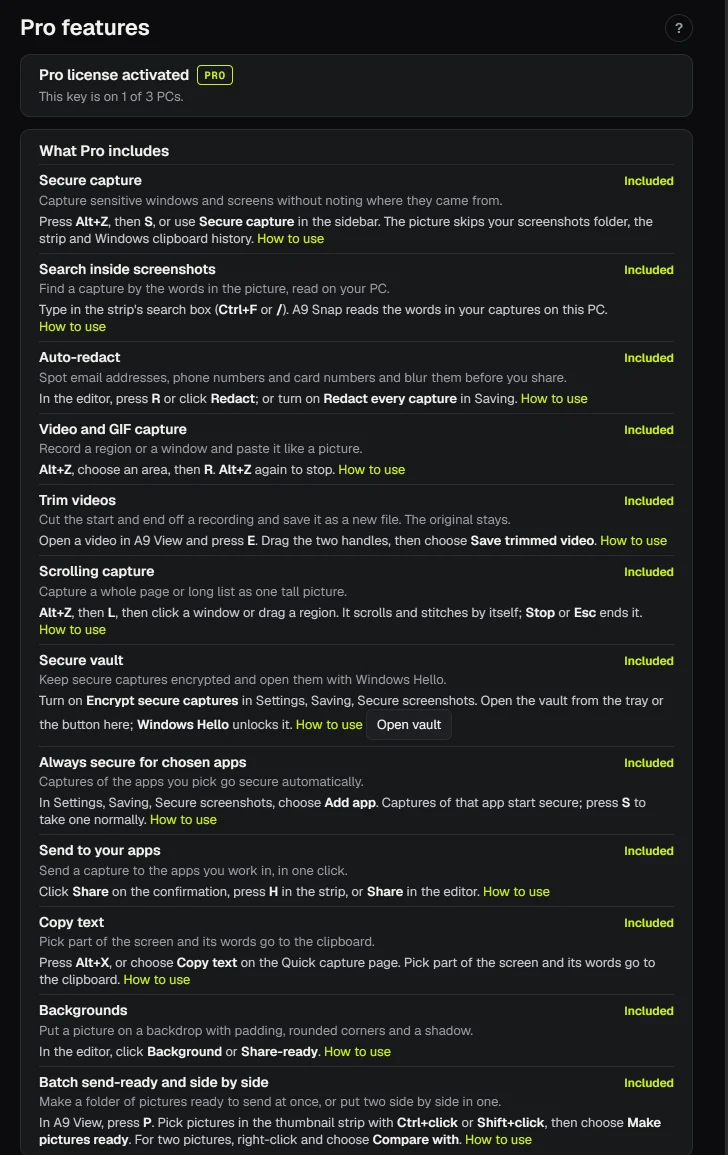 Pro features
?
Pro license activated PRO
This key is on 1 of 3 PCs.
What Pro includes
Secure capture Included
Capture sensitive windows and screens without noting where they came from.
Press Alt+Z, then S, or use Secure capture in the sidebar. The picture skips your screenshots folder, the
strip and Windows clipboard history. How to use
Search inside screenshots Included
Find a capture by the words in the picture, read on your PC.
Type in the strip's search box (Ctrl+F or /). A9 Snap reads the words in your captures on this PC.
How to use
Auto-redact Included
Spot email addresses, phone numbers and card numbers and blur them before you share.
In the editor, press R or click Redact; or turn on Redact every capture in Saving. How to use
Video and GIF capture Included
Record a region or a window and paste it like a picture.
Alt+Z, choose an area, then R. Alt+Z again to stop. How to use
Trim videos Included
Cut the start and end off a recording and save it as a new file. The original stays.
Open a video in A9 View and press E. Drag the two handles, then choose Save trimmed video. How to use
Scrolling capture Included
Capture a whole page or long list as one tall picture.
Alt+Z, then L, then click a window or drag a region. It scrolls and stitches by itself; Stop or Esc ends it.
How to use
Secure vault Included
Keep secure captures encrypted and open them with Windows Hello.
Turn on Encrypt secure captures in Settings, Saving, Secure screenshots. Open the vault from the tray or
the button here; Windows Hello unlocks it. How to use Open vault
Always secure for chosen apps Included
Captures of the apps you pick go secure automatically.
In Settings, Saving, Secure screenshots, choose Add app. Captures of that app start secure; press S to
take one normally. How to use
Send to your apps Included
Send a capture to the apps you work in, in one click.
Click Share on the confirmation, press H in the strip, or Share in the editor. How to use
Copy text Included
Pick part of the screen and its words go to the clipboard.
Press Alt+X, or choose Copy text on the Quick capture page. Pick part of the screen and its words go to
the clipboard. How to use
Backgrounds Included
Put a picture on a backdrop with padding, rounded corners and a shadow.
In the editor, click Background or Share-ready. How to use
Batch send-ready and side by side Included
Make a folder of pictures ready to send at once, or put two side by side in one.
In A9 View, press P. Pick pictures in the thumbnail strip with Ctrl+click or Shift+click, then choose Make
pictures ready. For two pictures, right-click and choose Compare with. How to use